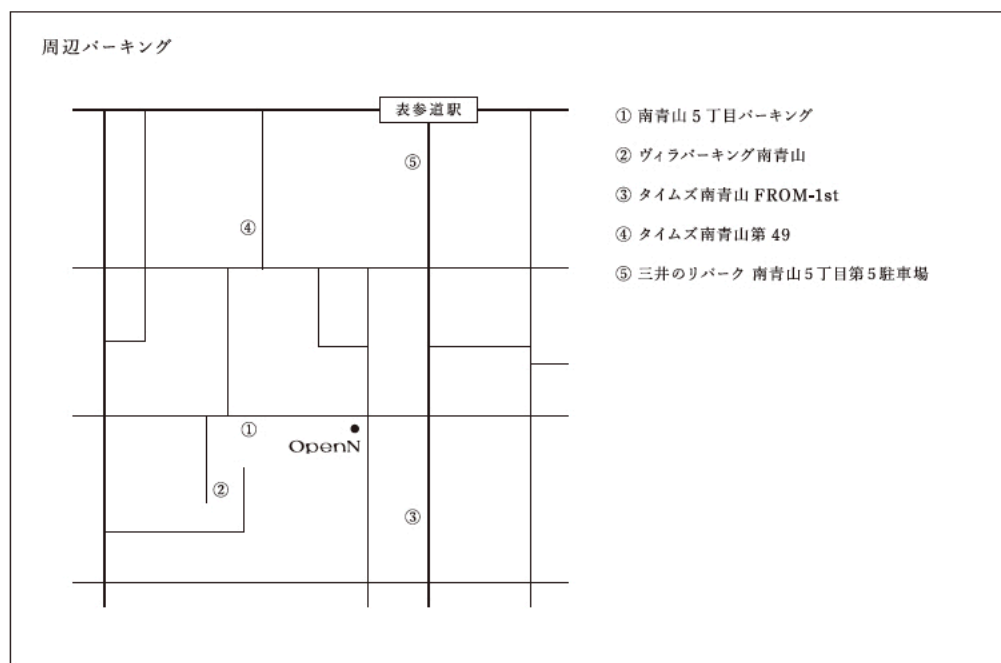 周辺パーキング
表参道駅
① 南青山 5 丁目パーキング
⑤
② ヴィラパーキング南青山
③ タイムズ南青山 FROM-1st
④
④ タイムズ南青山第 49
⑤ 三井のリパーク 南青山5丁目第5駐車場
①
OpenN
②
③